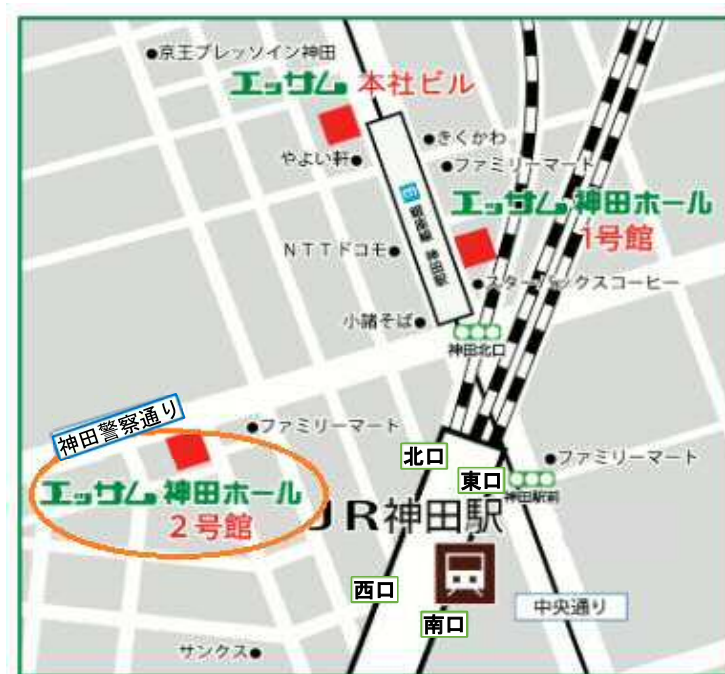 ●京王プレッソイン神田
エッサム 本社ビル
●きくかわ
やよい軒●
●ファミリーマート
エッサム 神田ホール
1号館
NTTドコモ●
●スターバックスコーヒー
小諸そば●
神田北口
神田警察通り
●ファミリーマート
北口
●ファミリーマート
東口
神田駅前
エッサム 神田ホール
2号館
JR神田駅
西口
中央通り
南口
サンクス●